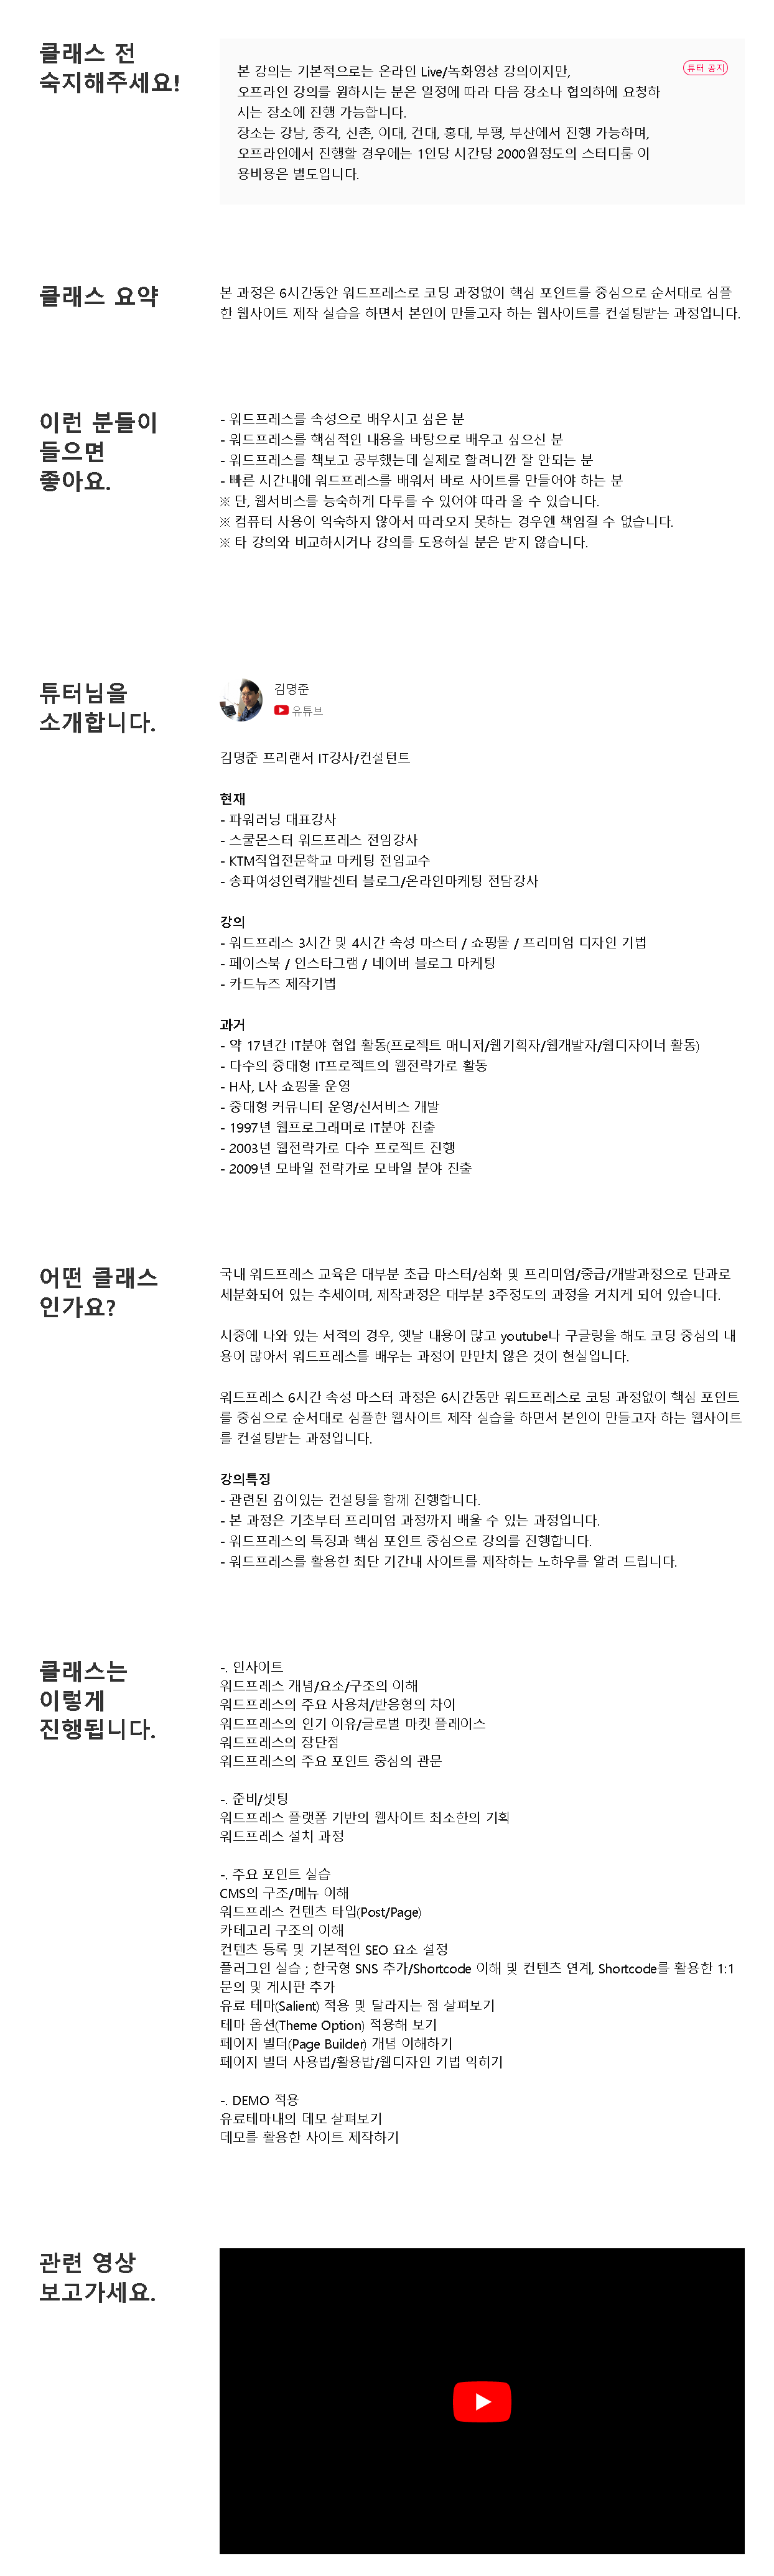 클래스 전
숙지해주세요!
튜터 공지
본 강의는 기본적으로는 온라인 Live/녹화영상 강의이지만,
오프라인 강의를 원하시는 분은 일정에 따라 다음 장소나 협의하에 요청하
시는 장소에 진행 가능합니다.
장소는 강남, 종각, 신촌, 이대, 건대, 홍대, 부평, 부산에서 진행 가능하며,
오프라인에서 진행할 경우에는 1인당 시간당 2000원정도의 스터디룸 이
용비용은 별도입니다.
클래스 요약
본 과정은 6시간동안 워드프레스로 코딩 과정없이 핵심 포인트를 중심으로 순서대로 심플
한 웹사이트 제작 실습을 하면서 본인이 만들고자 하는 웹사이트를 컨설팅받는 과정입니다.
이런 분들이
들으면
좋아요.
- 워드프레스를 속성으로 배우시고 싶은 분
- 워드프레스를 핵심적인 내용을 바탕으로 배우고 싶으신 분
- 워드프레스를 책보고 공부했는데 실제로 할려니깐 잘 안되는 분
- 빠른 시간내에 워드프레스를 배워서 바로 사이트를 만들어야 하는 분
※ 단, 웹서비스를 능숙하게 다루를 수 있어야 따라 올 수 있습니다.
※ 컴퓨터 사용이 익숙하지 않아서 따라오지 못하는 경우엔 책임질 수 없습니다.
※ 타 강의와 비교하시거나 강의를 도용하실 분은 받지 않습니다.
튜터님을
소개합니다.
김명준
유튜브
김명준 프리랜서 IT강사/컨설턴트
현재
- 파워러닝 대표강사
- 스쿨몬스터 워드프레스 전임강사
- KTM직업전문학교 마케팅 전임교수
- 송파여성인력개발센터 블로그/온라인마케팅 전담강사
강의
- 워드프레스 3시간 및 4시간 속성 마스터 / 쇼핑몰 / 프리미엄 디자인 기법
- 페이스북 / 인스타그램 / 네이버 블로그 마케팅
- 카드뉴즈 제작기법
과거
- 약 17년간 IT분야 협업 활동(프로젝트 매니저/웹기획자/웹개발자/웹디자이너 활동)
- 다수의 중대형 IT프로젝트의 웹전략가로 활동
- H사, L사 쇼핑몰 운영
- 중대형 커뮤니티 운영/신서비스 개발
- 1997년 웹프로그래머로 IT분야 진출
- 2003년 웹전략가로 다수 프로젝트 진행
- 2009년 모바일 전략가로 모바일 분야 진출
어떤 클래스
인가요?
국내 워드프레스 교육은 대부분 초급 마스터/심화 및 프리미엄/중급/개발과정으로 단과로
세분화되어 있는 추세이며, 제작과정은 대부분 3주정도의 과정을 거치게 되어 있습니다.
시중에 나와 있는 서적의 경우, 옛날 내용이 많고 youtube나 구글링을 해도 코딩 중심의 내
용이 많아서 워드프레스를 배우는 과정이 만만치 않은 것이 현실입니다.
워드프레스 6시간 속성 마스터 과정은 6시간동안 워드프레스로 코딩 과정없이 핵심 포인트
를 중심으로 순서대로 심플한 웹사이트 제작 실습을 하면서 본인이 만들고자 하는 웹사이트
를 컨설팅받는 과정입니다.
강의특징
- 관련된 깊이있는 컨설팅을 함께 진행합니다.
- 본 과정은 기초부터 프리미엄 과정까지 배울 수 있는 과정입니다.
- 워드프레스의 특징과 핵심 포인트 중심으로 강의를 진행합니다.
- 워드프레스를 활용한 최단 기간내 사이트를 제작하는 노하우를 알려 드립니다.
클래스는
이렇게
진행됩니다.
-. 인사이트
워드프레스 개념/요소/구조의 이해
워드프레스의 주요 사용처/반응형의 차이
워드프레스의 인기 이유/글로벌 마켓 플레이스
워드프레스의 장단점
워드프레스의 주요 포인트 중심의 관문
-. 준비/셋팅
워드프레스 플랫폼 기반의 웹사이트 최소한의 기획
워드프레스 설치 과정
-. 주요 포인트 실습
CMS의 구조/메뉴 이해
워드프레스 컨텐츠 타입(Post/Page)
카테고리 구조의 이해
컨텐츠 등록 및 기본적인 SEO 요소 설정
플러그인 실습 ; 한국형 SNS 추가/Shortcode 이해 및 컨텐츠 연계, Shortcode를 활용한 1:1
문의 및 게시판 추가
유료 테마(Salient) 적용 및 달라지는 점 살펴보기
테마 옵션(Theme Option) 적용해 보기
페이지 빌더(Page Builder) 개념 이해하기
페이지 빌더 사용법/활용밥/웹디자인 기법 익히기
-. DEMO 적용
유료테마내의 데모 살펴보기
데모를 활용한 사이트 제작하기
관련 영상
보고가세요.